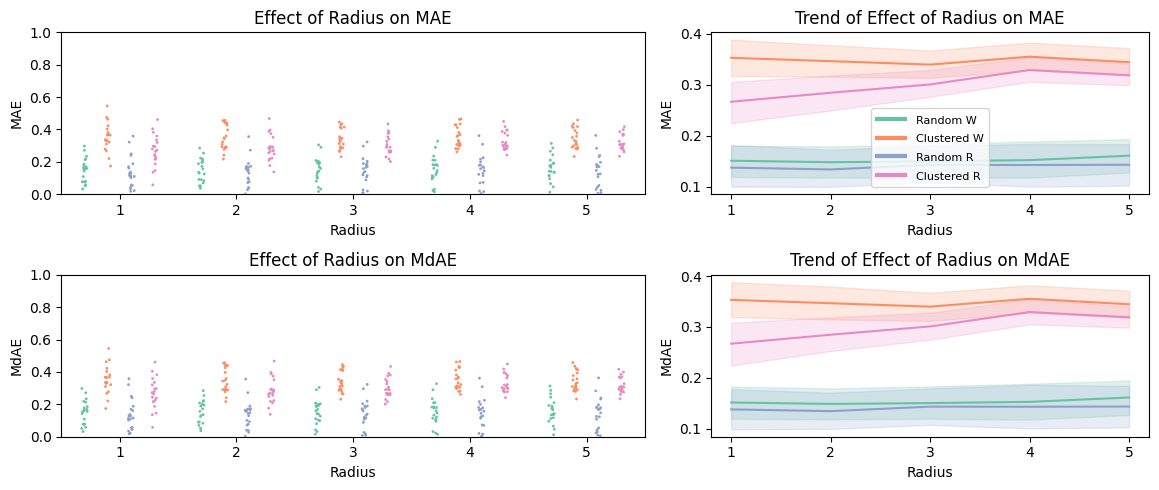 Effect of Radius on MAE
MAE
1.0
0.8
0.6
0.4
0.2
0.0
1 2 3 4 5
Radius
Trend of Effect of Radius on MAE
MAE
0.4
0.3
0.2
0.1
Random W
Clustered W
Random R
Clustered R
1 2 3 4 5
Radius
Effect of Radius on MdAE
MdAE
1.0
0.8
0.6
0.4
0.2
0.0
1 2 3 4 5
Radius
Trend of Effect of Radius on MdAE
MdAE
0.4
0.3
0.2
0.1
1 2 3 4 5
Radius